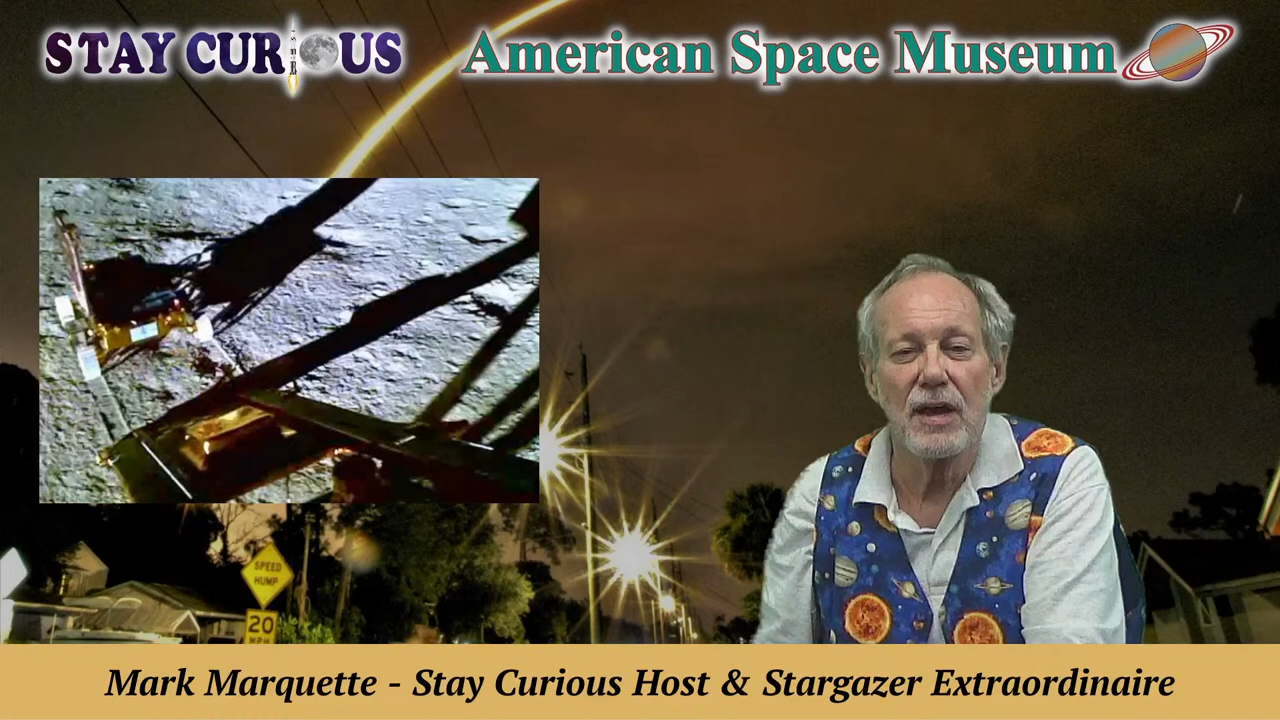 STAY CURIOUS
American Space Museum
SPEED
HUMP
20
MPH
Mark Marquette - Stay Curious Host & Stargazer Extraordinaire